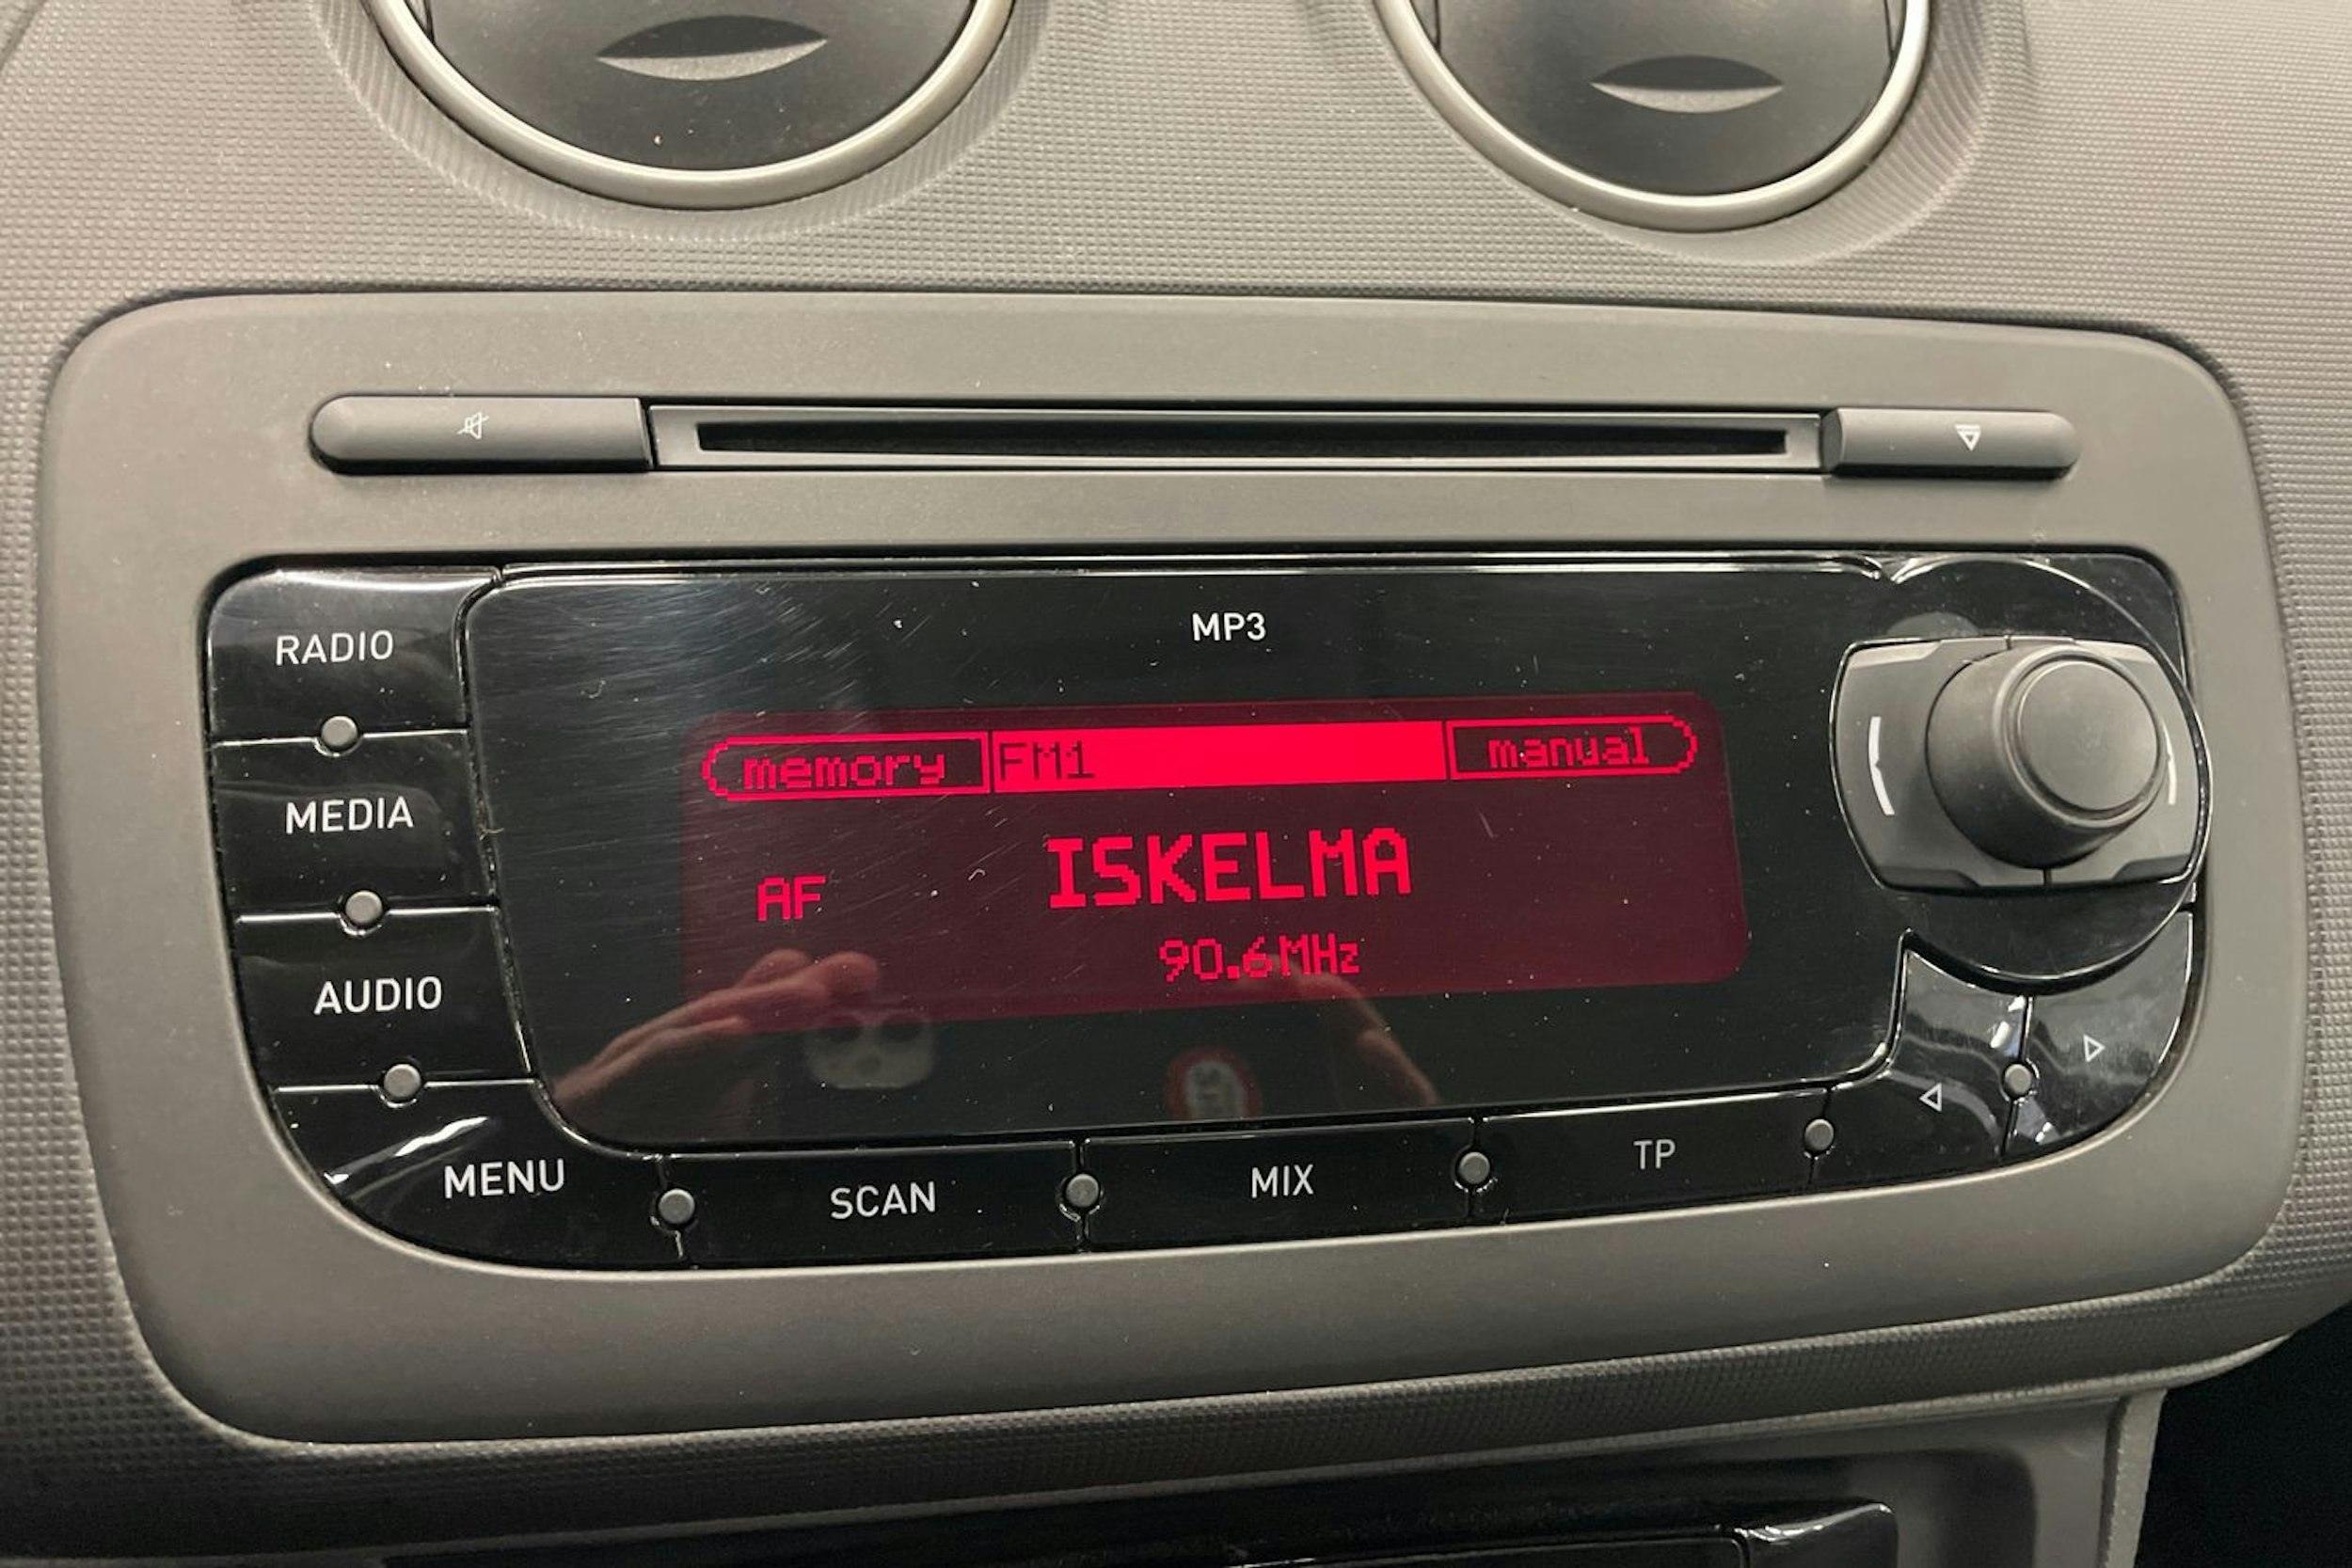 MP3
RADIO
memory FM1 manual
MEDIA
ISKELMA
AF
90.6MHz
AUDIO
MENU
SCAN
MIX
TP